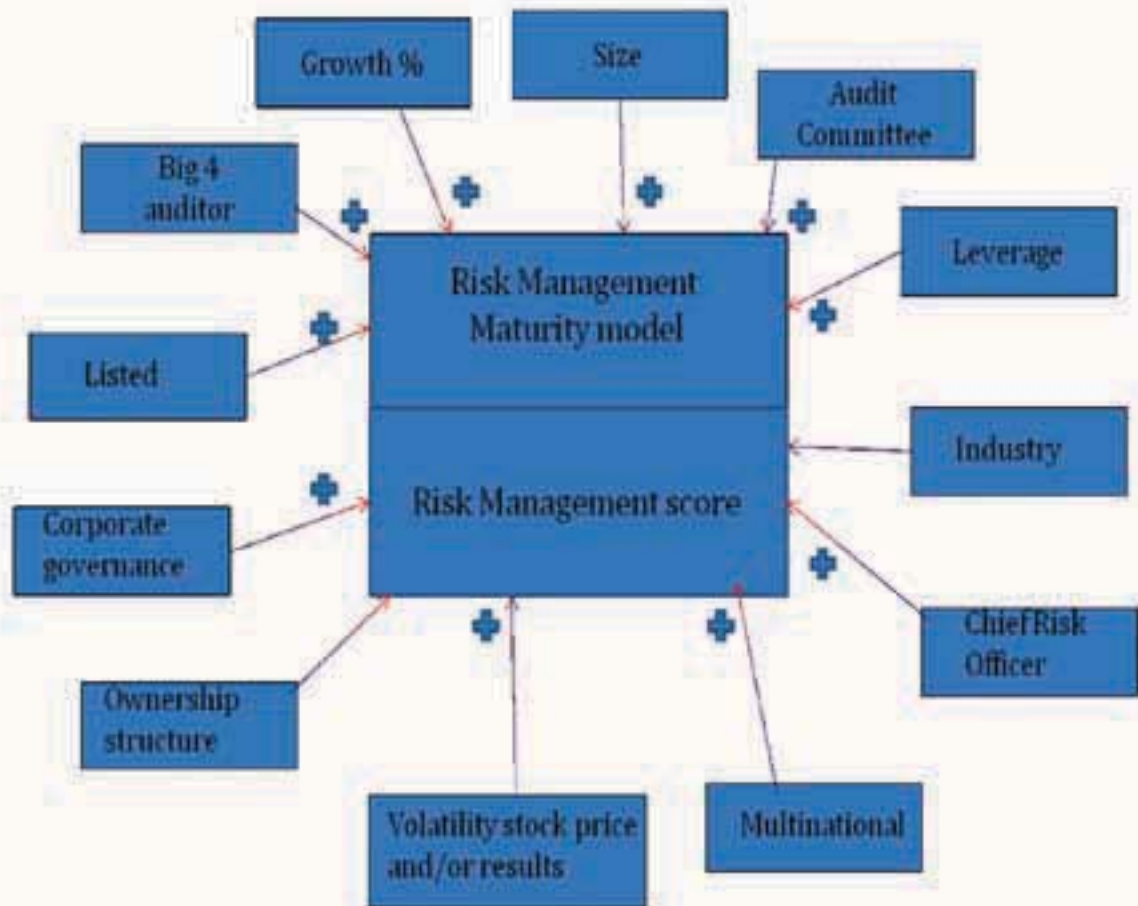 Growth %
Size
Audit
Committee
Big 4
auditor
Leverage
Risk Management
Maturity model
Listed
Industry
Risk Management score
Corporate
governance
Chief Risk
Officer
Ownership
structure
Volatility stock price
and/or results
Multinational